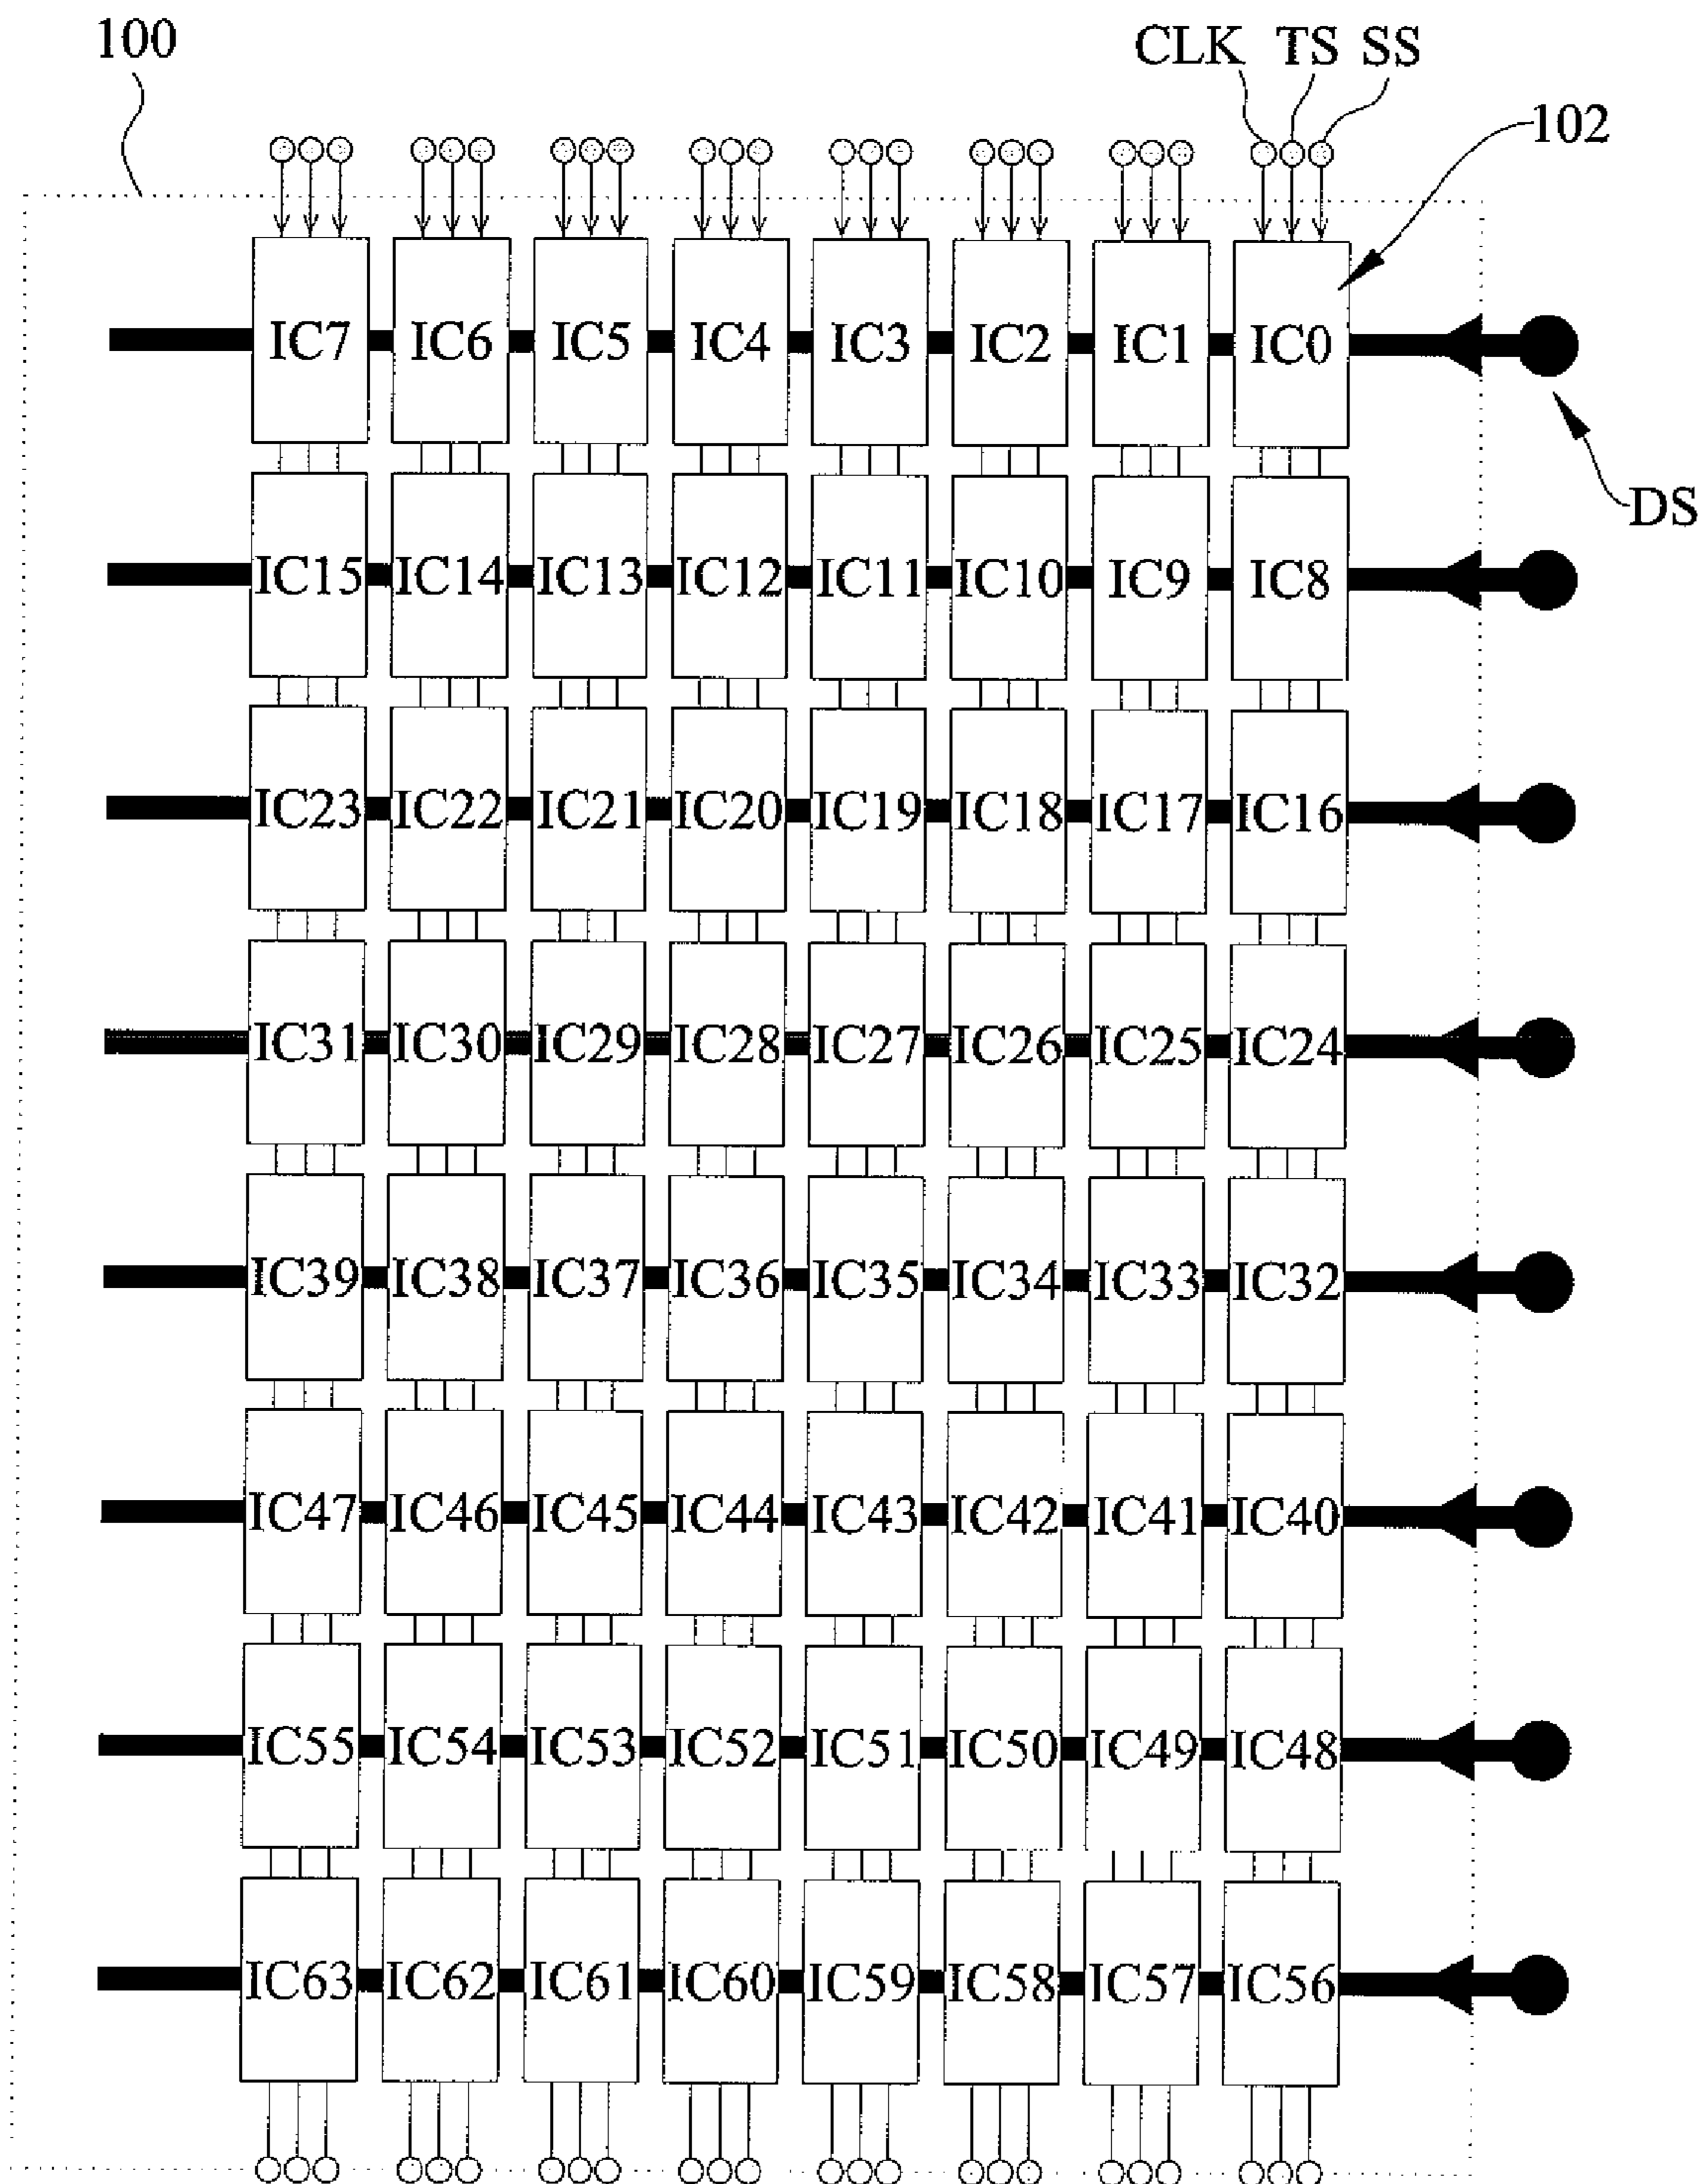 100
CLK TS SS
102
IC7 IC6 IC5 IC4 IC3 IC2 IC1 IC0
DS
IC15 IC14 IC13 IC12 IC11 IC10 IC9 IC8
IC23 IC22 IC21 IC20 IC19 IC18 IC17 IC16
IC31 IC30 IC29 IC28 IC27 IC26 IC25 IC24
IC39 IC38 IC37 IC36 IC35 IC34 IC33 IC32
IC47 IC46 IC45 IC44 IC43 IC42 IC41 IC40
IC55 IC54 IC53 IC52 IC51 IC50 IC49 IC48
IC63 IC62 IC61 IC60 IC59 IC58 IC57 IC56